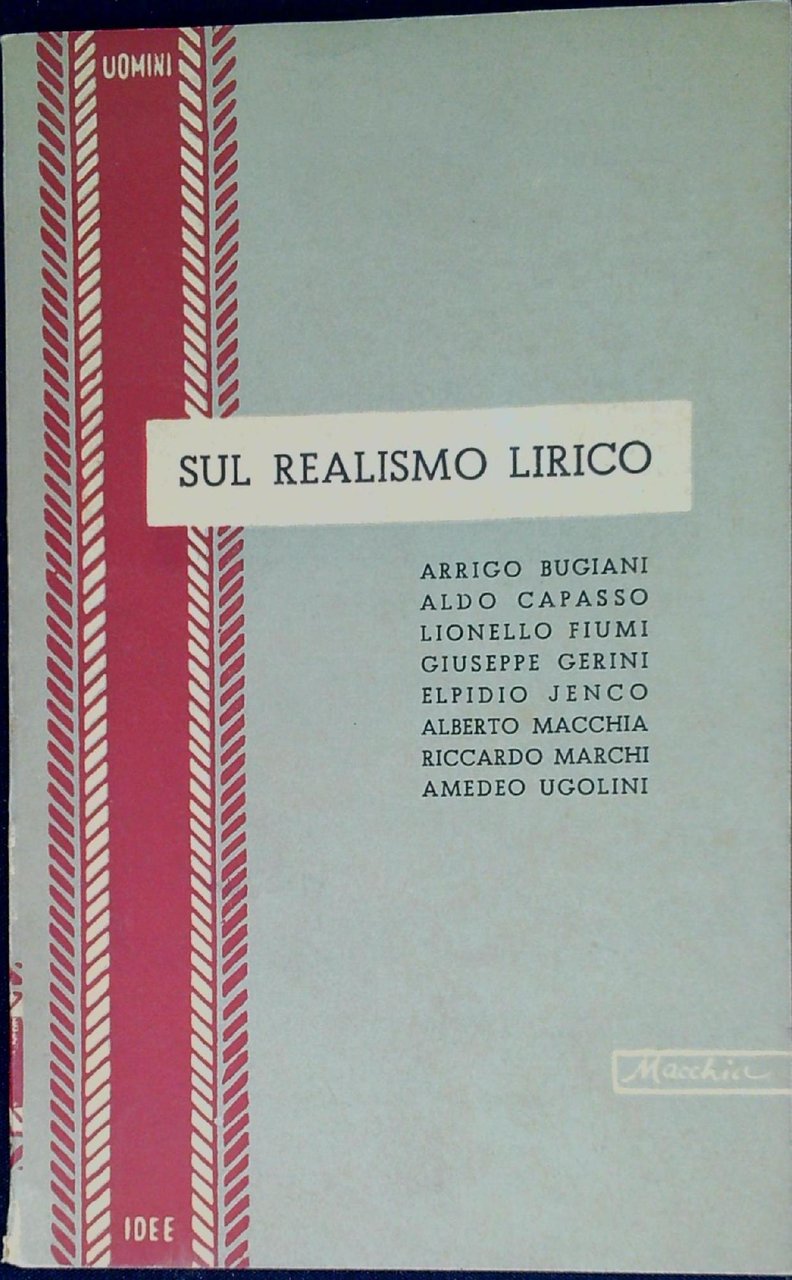 UOMINI
SUL REALISMO LIRICO
ARRIGO BUGIANI
ALDO CAPASSO
LIONELLO FIUMI
GIUSEPPE GERINI
ELPIDIO JENCO
ALBERTO MACCHIA
RICCARDO MARCHI
AMEDEO UGOLINI
Macchia
IDEE